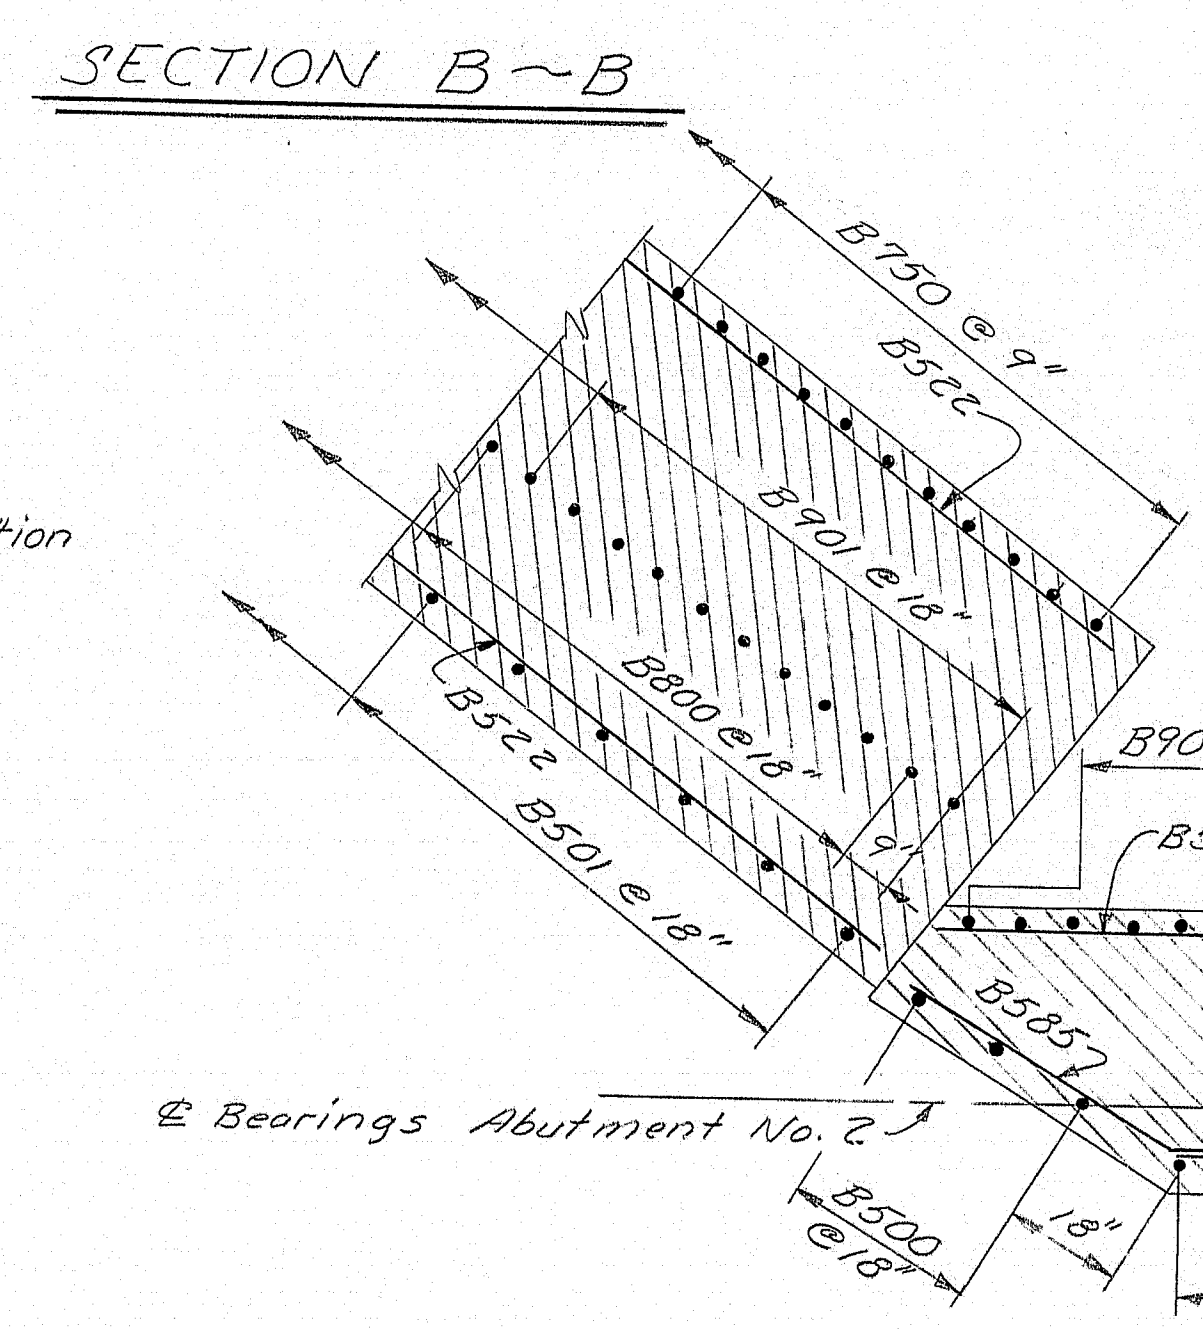 SECTION B~B
B750 @ 9"
B522
B901 @ 18"
tion
B800 @ 18"
B522
B501 @ 18"
9"
B90
B585
℄ Bearings Abutment No. 2
B500
@ 18"
18"